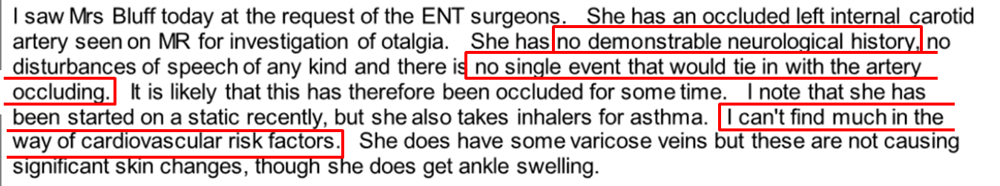 I saw Mrs Bluff today at the request of the ENT surgeons. She has an occluded left internal carotid
artery seen on MR for investigation of otalgia. She has no demonstrable neurological history, no
disturbances of speech of any kind and there is no single event that would tie in with the artery
occluding. It is likely that this has therefore been occluded for some time. I note that she has
been started on a static recently, but she also takes inhalers for asthma. I can't find much in the
way of cardiovascular risk factors. She does have some varicose veins but these are not causing
significant skin changes, though she does get ankle swelling.